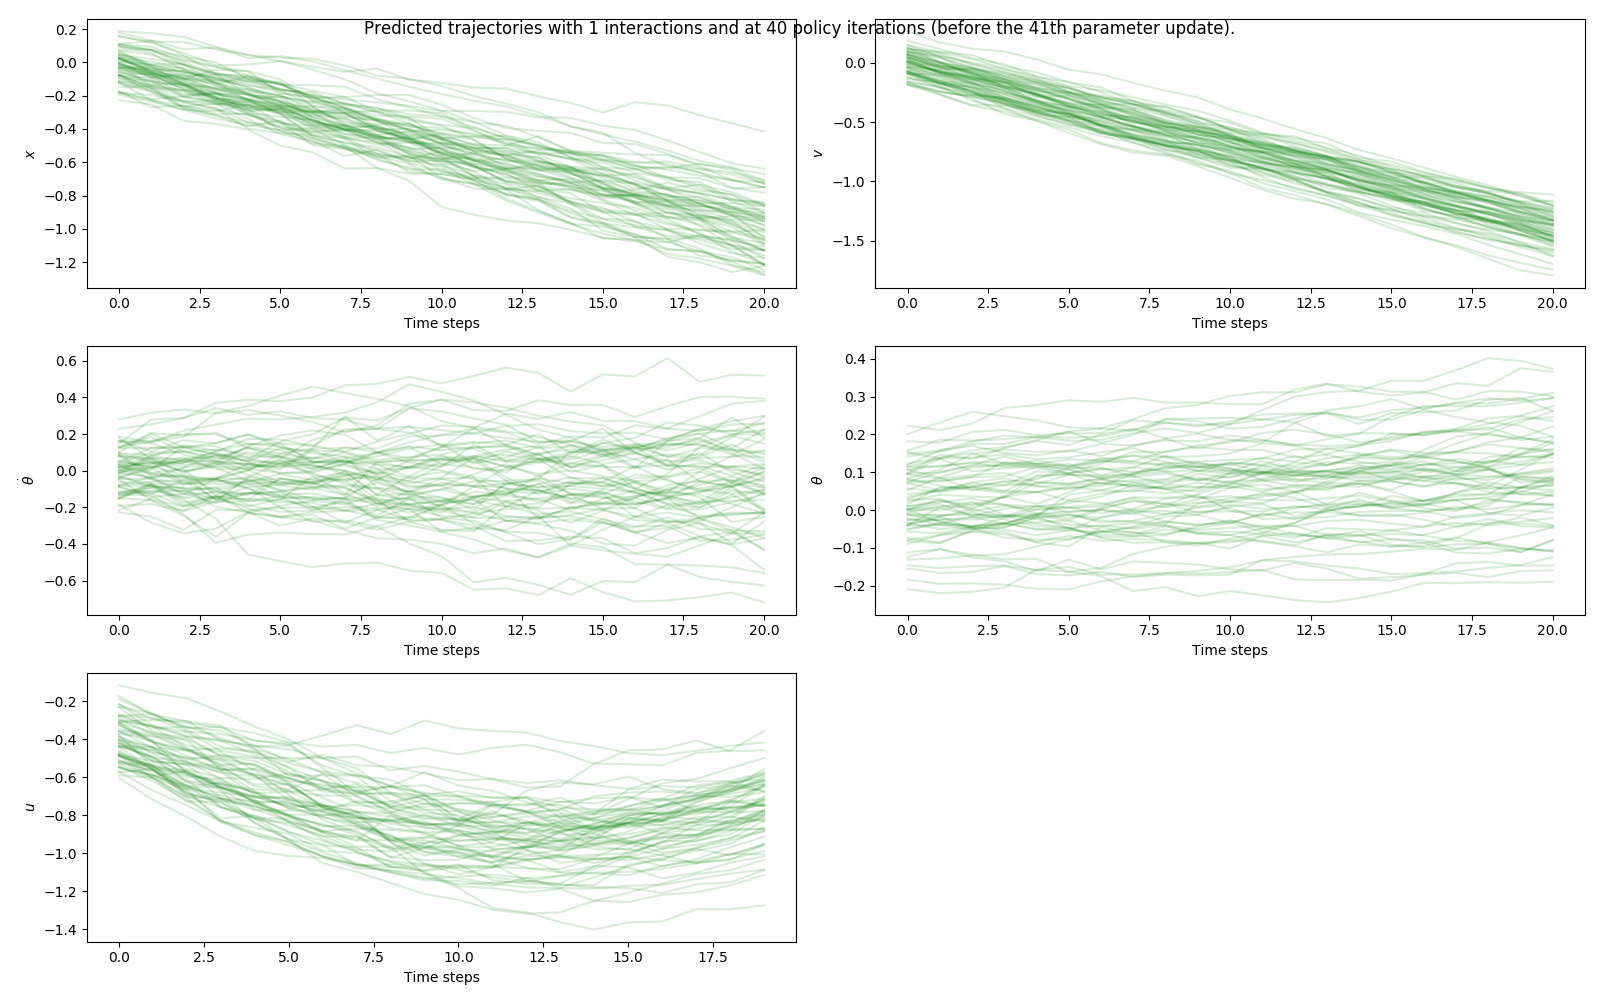 Predicted trajectories with 1 interactions and at 40 policy iterations (before the 41th parameter update).
0.2
0.0
−0.2
−0.4
−0.6
−0.8
−1.0
−1.2
x
0.0 2.5 5.0 7.5 10.0 12.5 15.0 17.5 20.0
Time steps
0.0
−0.5
−1.0
−1.5
v
0.0 2.5 5.0 7.5 10.0 12.5 15.0 17.5 20.0
Time steps
0.6
0.4
0.2
0.0
−0.2
−0.4
−0.6
θ̇
0.0 2.5 5.0 7.5 10.0 12.5 15.0 17.5 20.0
Time steps
0.4
0.3
0.2
0.1
0.0
−0.1
−0.2
θ
0.0 2.5 5.0 7.5 10.0 12.5 15.0 17.5 20.0
Time steps
−0.2
−0.4
−0.6
−0.8
−1.0
−1.2
−1.4
u
0.0 2.5 5.0 7.5 10.0 12.5 15.0 17.5
Time steps